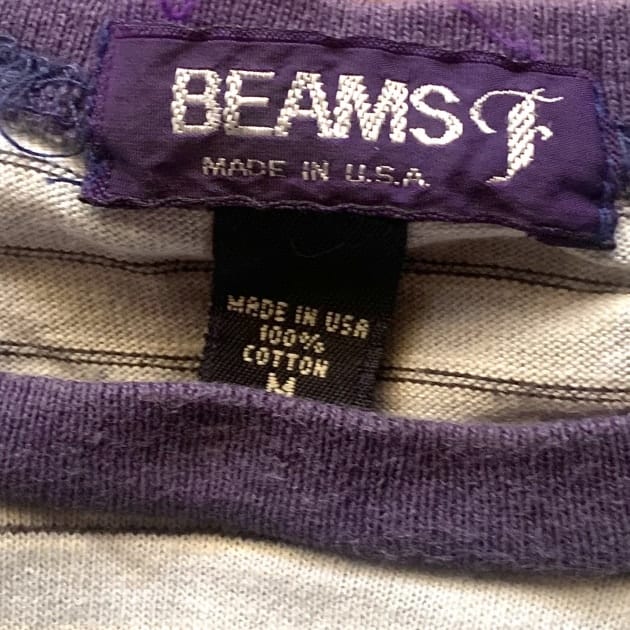 BEAMS F
MADE IN U.S.A.
MADE IN USA
100%
COTTON
M